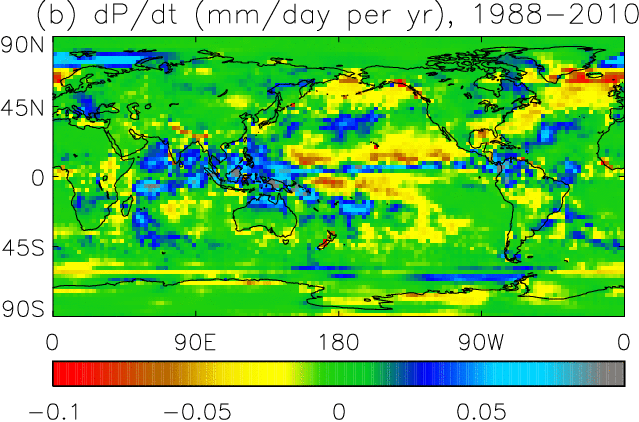 (b) dP/dt (mm/day per yr), 1988-2010
90N
45N
0
45S
90S
0 90E 180 90W 0
-0.1 -0.05 0 0.05